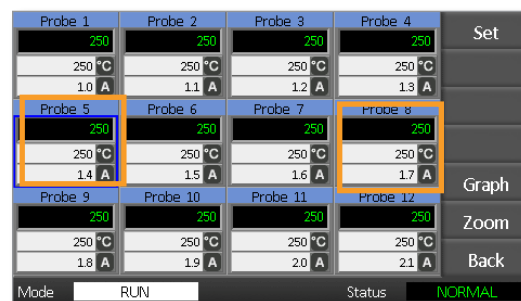 Probe 1 Probe 2 Probe 3 Probe 4 Set
250 250 250 250
250 °C 250 °C 250 °C 250 °C
1.0 A 1.1 A 1.2 A 1.3 A
Probe 5 Probe 6 Probe 7 Probe 8
250 250 250 250
250 °C 250 °C 250 °C 250 °C
1.4 A 1.5 A 1.6 A 1.7 A Graph
Probe 9 Probe 10 Probe 11 Probe 12
250 250 250 250 Zoom
250 °C 250 °C 250 °C 250 °C
1.8 A 1.9 A 2.0 A 2.1 A Back
Mode RUN Status NORMAL